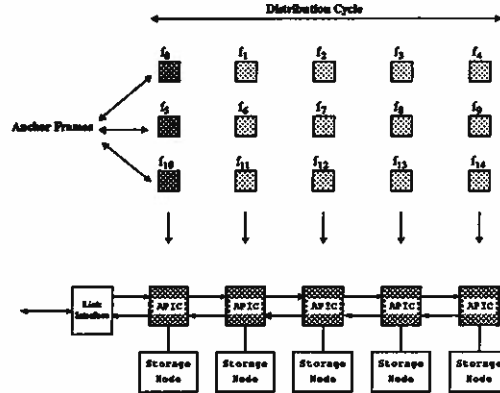 Distribution Cycle
f0 f1 f2 f3 f4
f5 f6 f7 f8 f9
Anchor Frames
f10 f11 f12 f13 f14
Link
Interface
APIC APIC APIC APIC APIC
Storage Storage Storage Storage Storage
Node Node Node Node Node